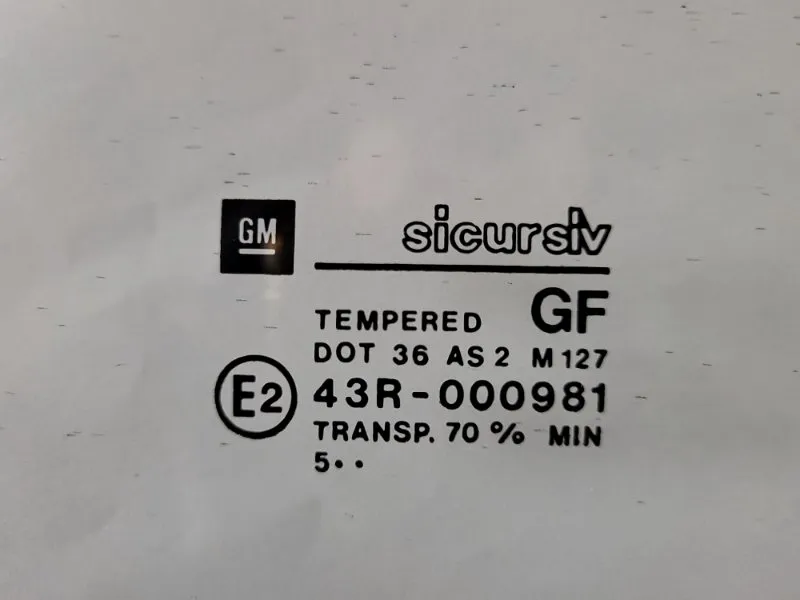 GM
sicursiv
GF
TEMPERED
DOT 36 AS 2 M 127
E2
43R-000981
TRANSP. 70 % MIN
5••